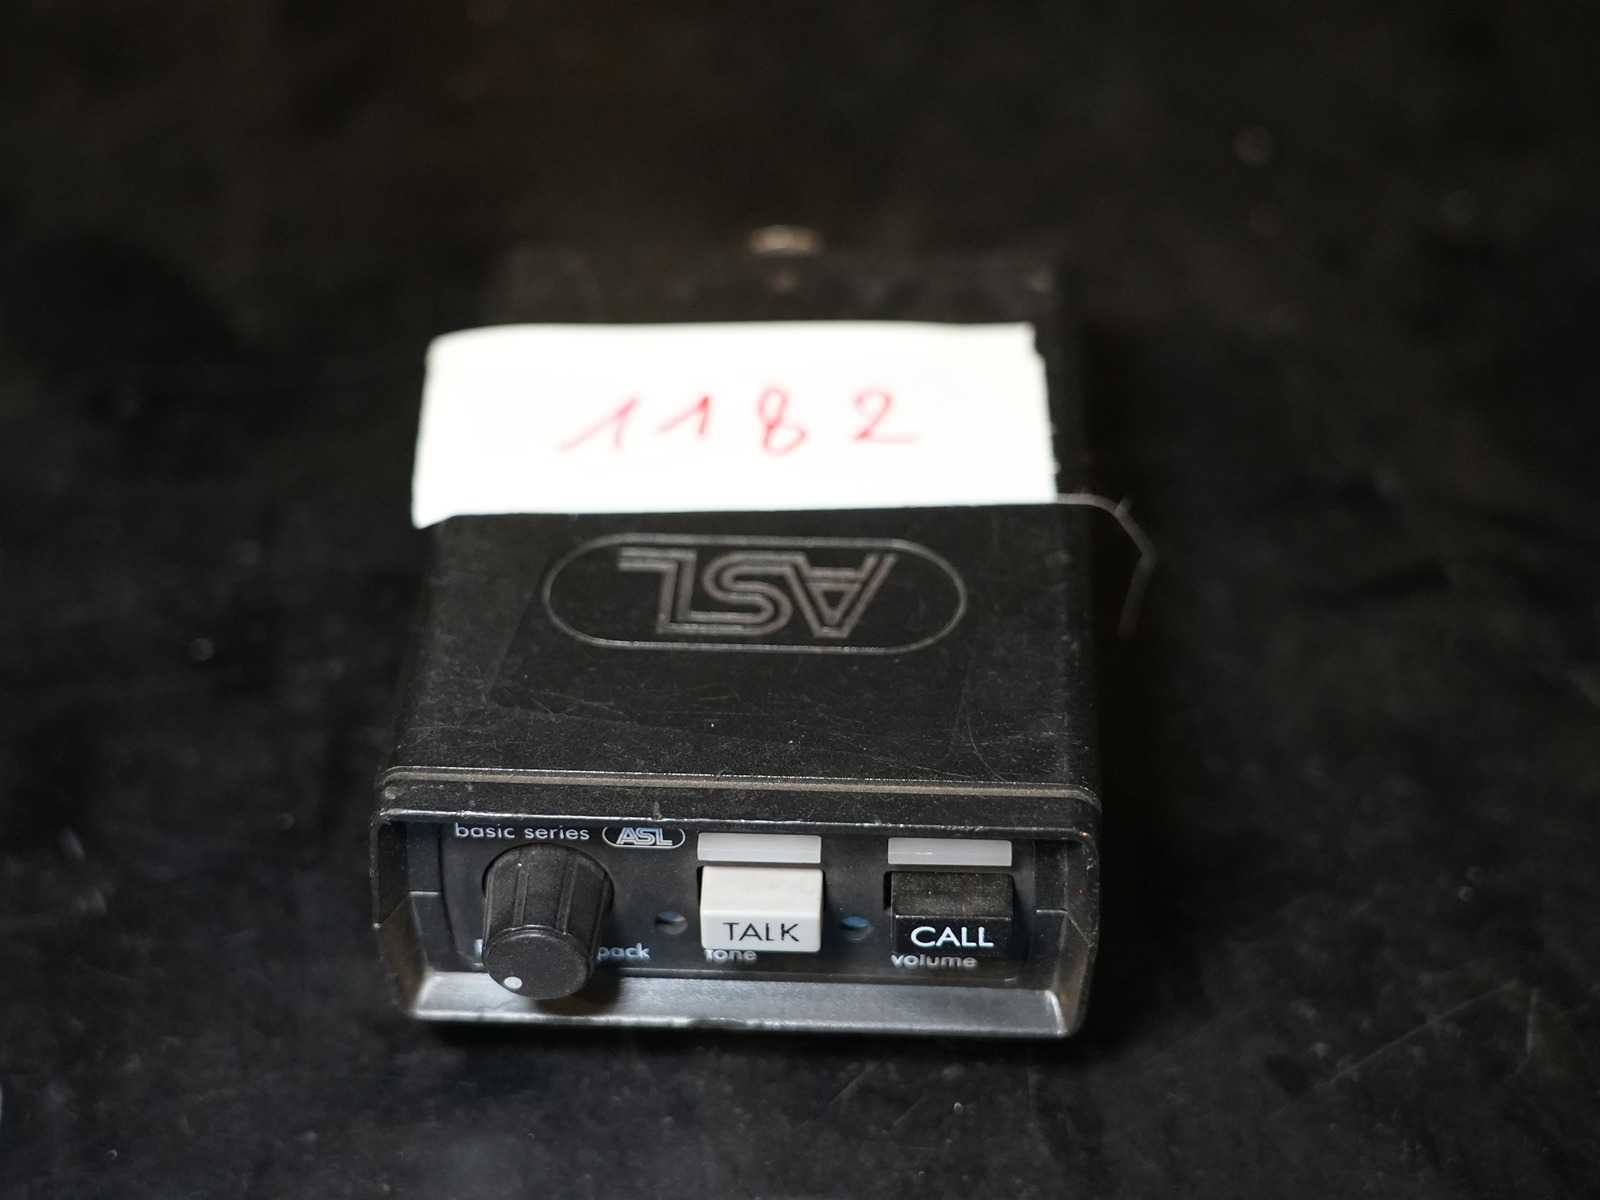 1182
ASL
basic series ASL
TALK
CALL
pack tone volume